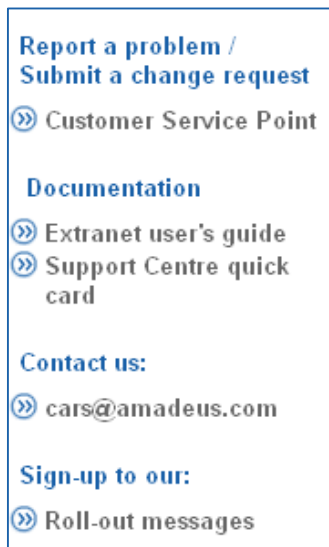 Report a problem /
Submit a change request
Customer Service Point
Documentation
Extranet user's guide
Support Centre quick
card
Contact us:
cars@amadeus.com
Sign-up to our:
Roll-out messages